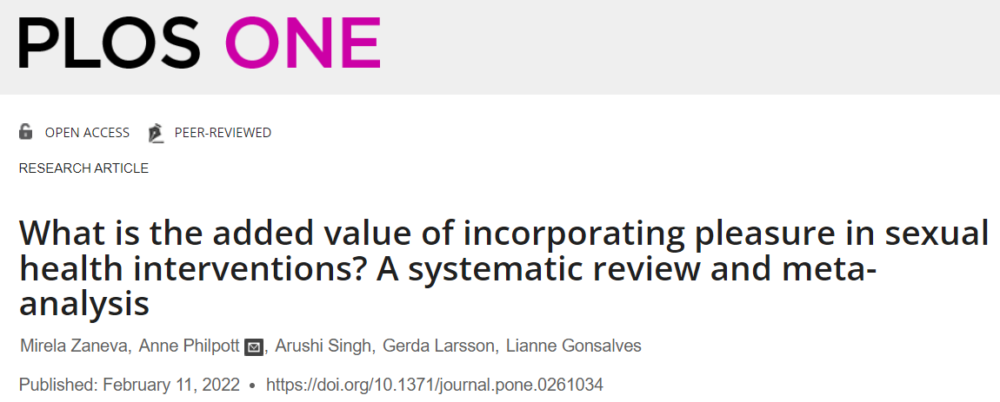 PLOS ONE
OPEN ACCESS PEER-REVIEWED
RESEARCH ARTICLE
What is the added value of incorporating pleasure in sexual
health interventions? A systematic review and meta-
analysis
Mirela Zaneva, Anne Philpott , Arushi Singh, Gerda Larsson, Lianne Gonsalves
Published: February 11, 2022 • https://doi.org/10.1371/journal.pone.0261034